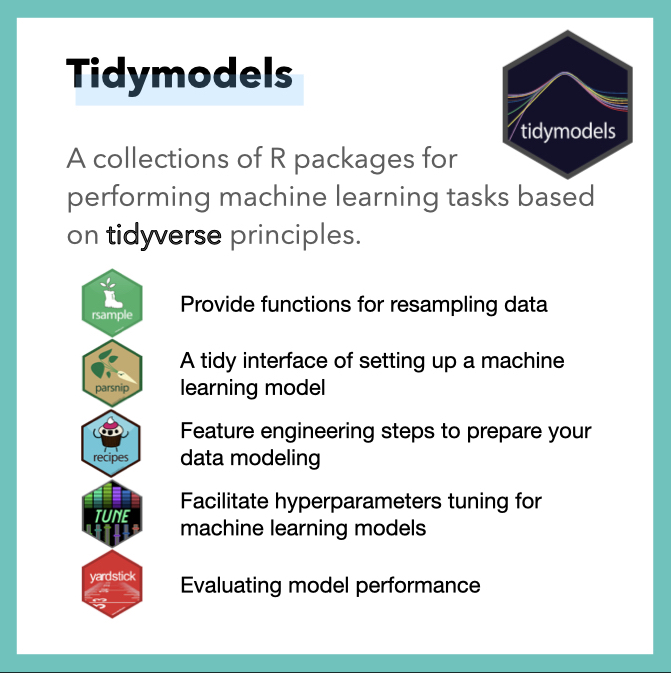 Tidymodels
tidymodels
A collections of R packages for
performing machine learning tasks based
on tidyverse principles.
rsample
Provide functions for resampling data
parsnip
A tidy interface of setting up a machine
learning model
recipes
Feature engineering steps to prepare your
data modeling
TUNE
Facilitate hyperparameters tuning for
machine learning models
yardstick
Evaluating model performance